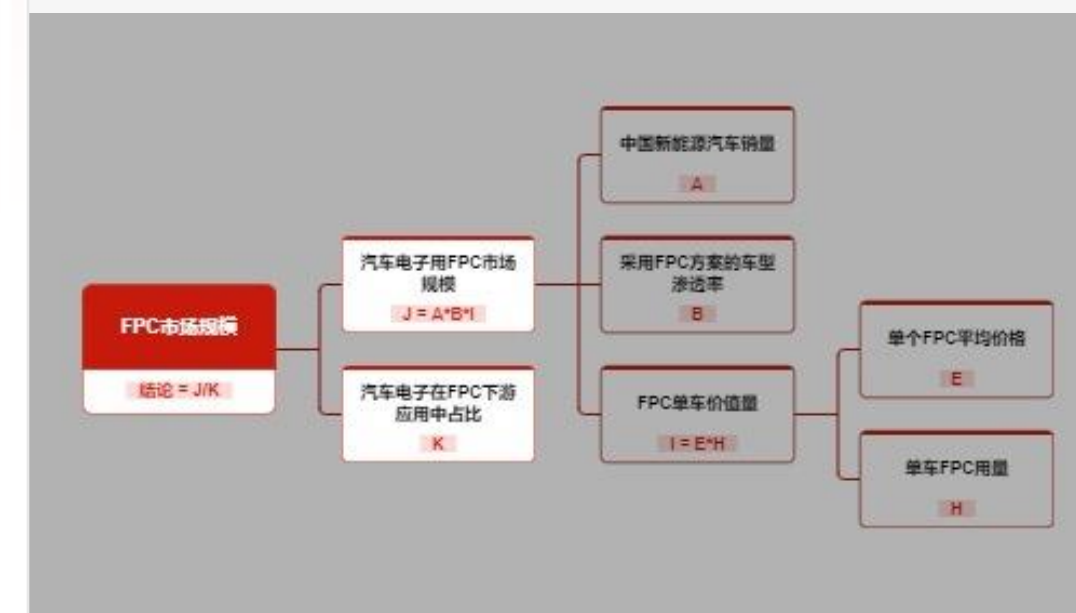 中国新能源汽车销量
A
汽车电子用FPC市场
规模
J = A*B*I
采用FPC方案的车型
渗透率
B
FPC市场规模
结论 = J/K
单个FPC平均价格
E
汽车电子在FPC下游
应用中占比
K
FPC单车价值量
I = E*H
单车FPC用量
H